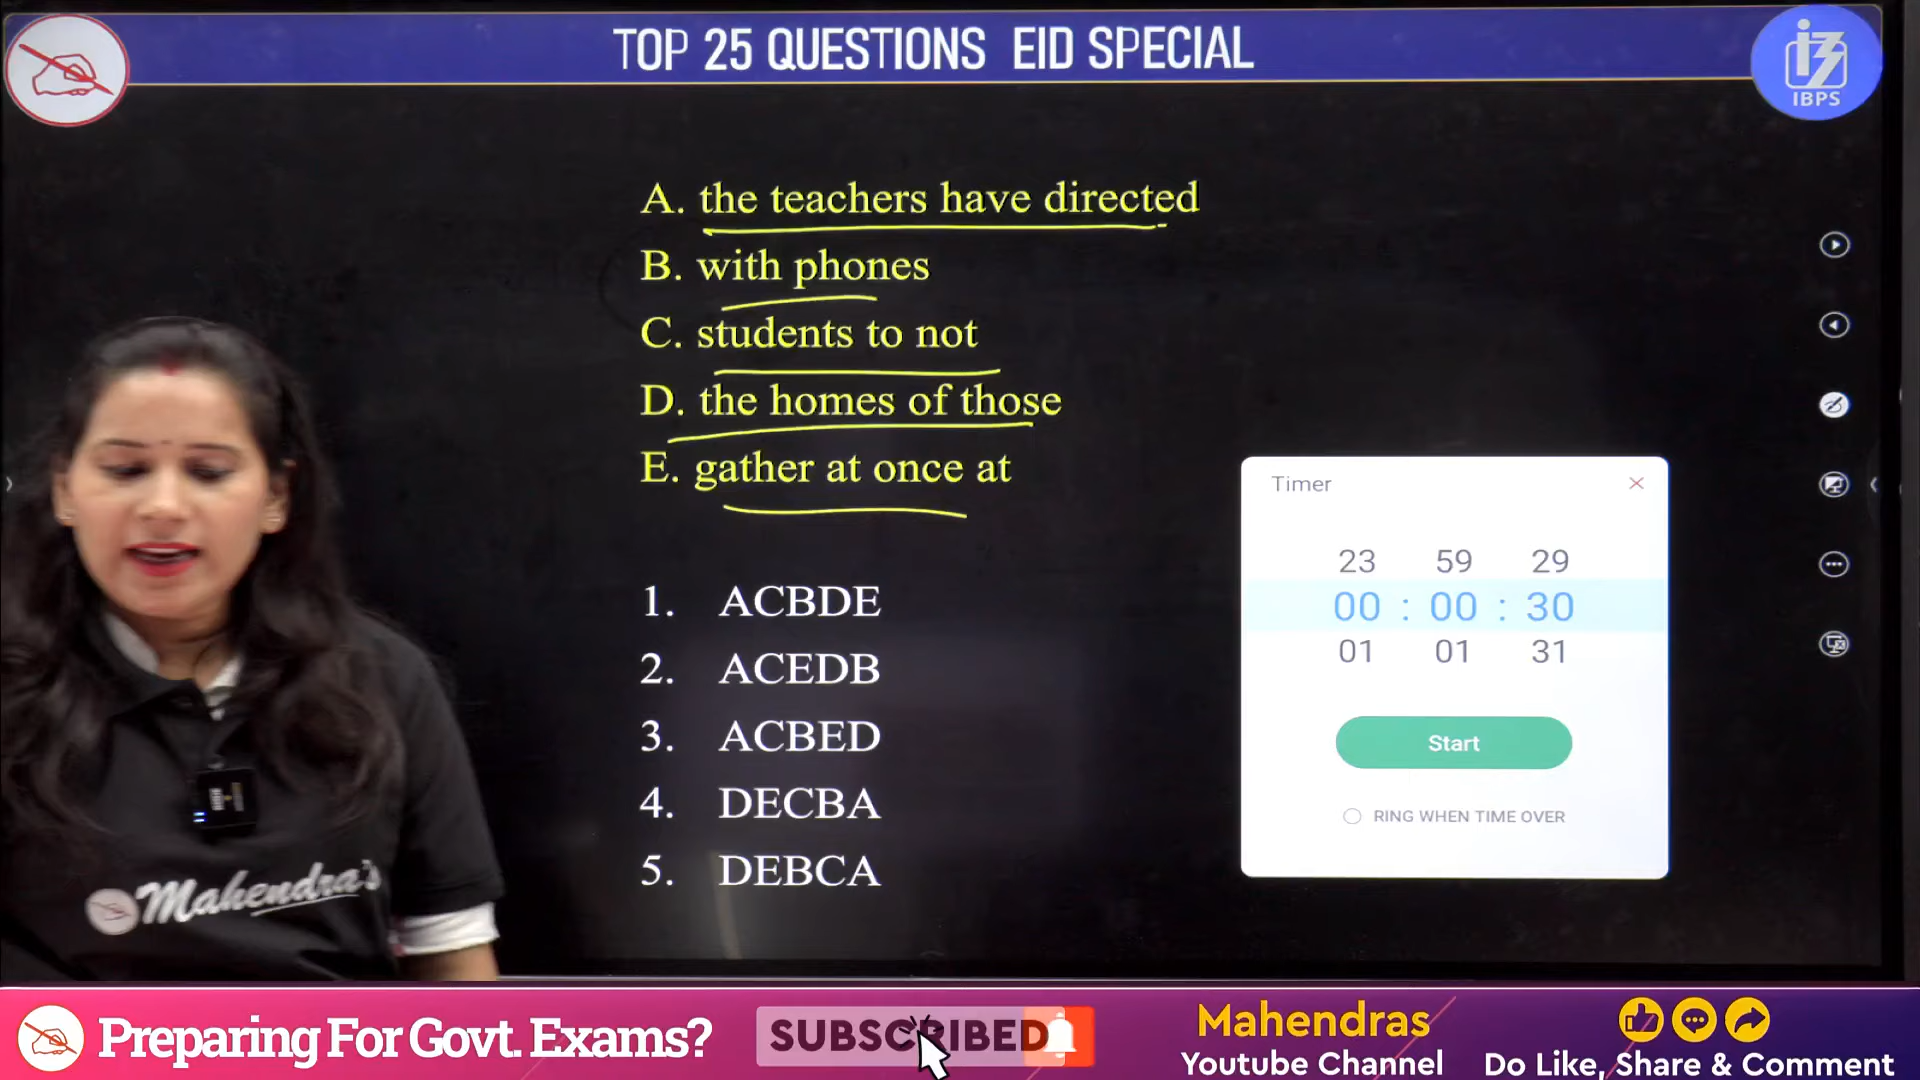 TOP 25 QUESTIONS EID SPECIAL
IBPS
A. the teachers have directed
B. with phones
C. students to not
D. the homes of those
E. gather at once at
1. ACBDE
2. ACEDB
3. ACBED
4. DECBA
5. DEBCA
Timer
23 59 29
00 : 00 : 30
01 01 31
Start
RING WHEN TIME OVER
Mahendra's
Preparing For Govt. Exams?
SUBSCRIBED
Mahendras
Youtube Channel
Do Like, Share & Comment